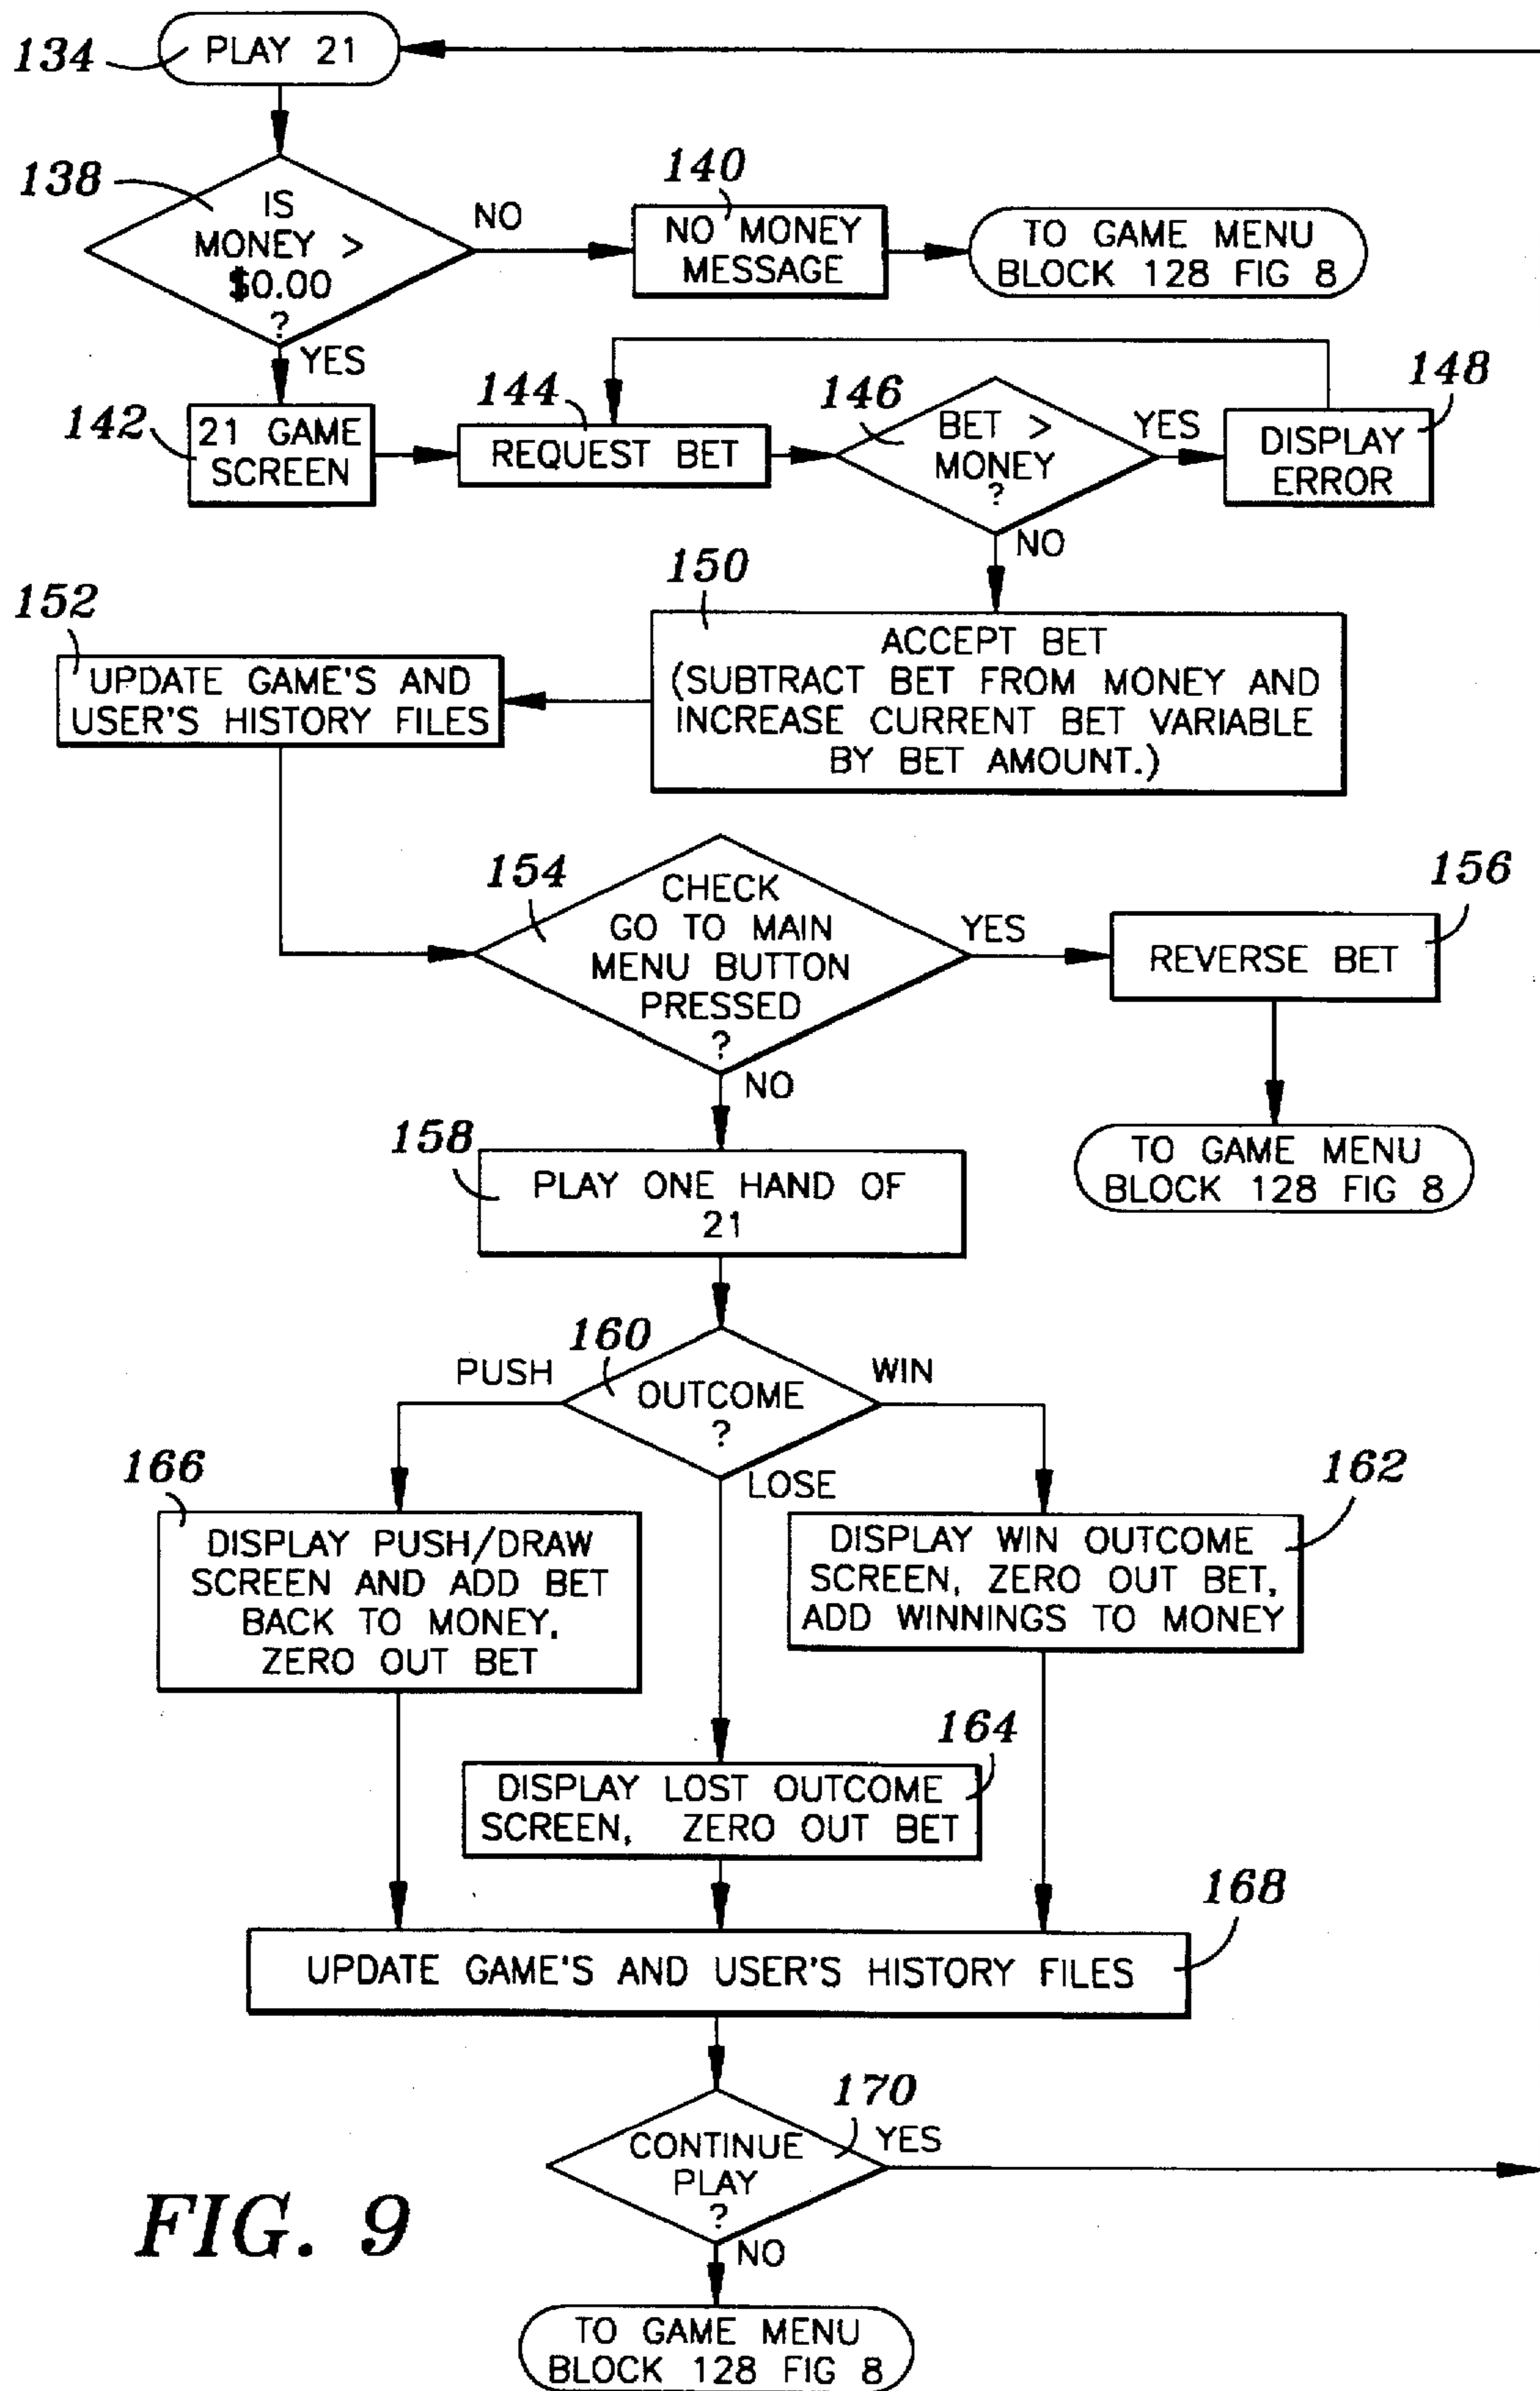 134
PLAY 21
138
IS
MONEY >
$0.00
?
NO
YES
140
NO MONEY
MESSAGE
TO GAME MENU
BLOCK 128 FIG 8
142
21 GAME
SCREEN
144
REQUEST BET
146
BET >
MONEY
?
YES
NO
148
DISPLAY
ERROR
150
ACCEPT BET
(SUBTRACT BET FROM MONEY AND
INCREASE CURRENT BET VARIABLE
BY BET AMOUNT.)
152
UPDATE GAME'S AND
USER'S HISTORY FILES
154
CHECK
GO TO MAIN
MENU BUTTON
PRESSED
?
YES
NO
156
REVERSE BET
TO GAME MENU
BLOCK 128 FIG 8
158
PLAY ONE HAND OF
21
160
OUTCOME
?
PUSH
WIN
LOSE
166
DISPLAY PUSH/DRAW
SCREEN AND ADD BET
BACK TO MONEY,
ZERO OUT BET
162
DISPLAY WIN OUTCOME
SCREEN, ZERO OUT BET,
ADD WINNINGS TO MONEY
164
DISPLAY LOST OUTCOME
SCREEN, ZERO OUT BET
168
UPDATE GAME'S AND USER'S HISTORY FILES
170
CONTINUE
PLAY
?
YES
NO
TO GAME MENU
BLOCK 128 FIG 8
FIG. 9